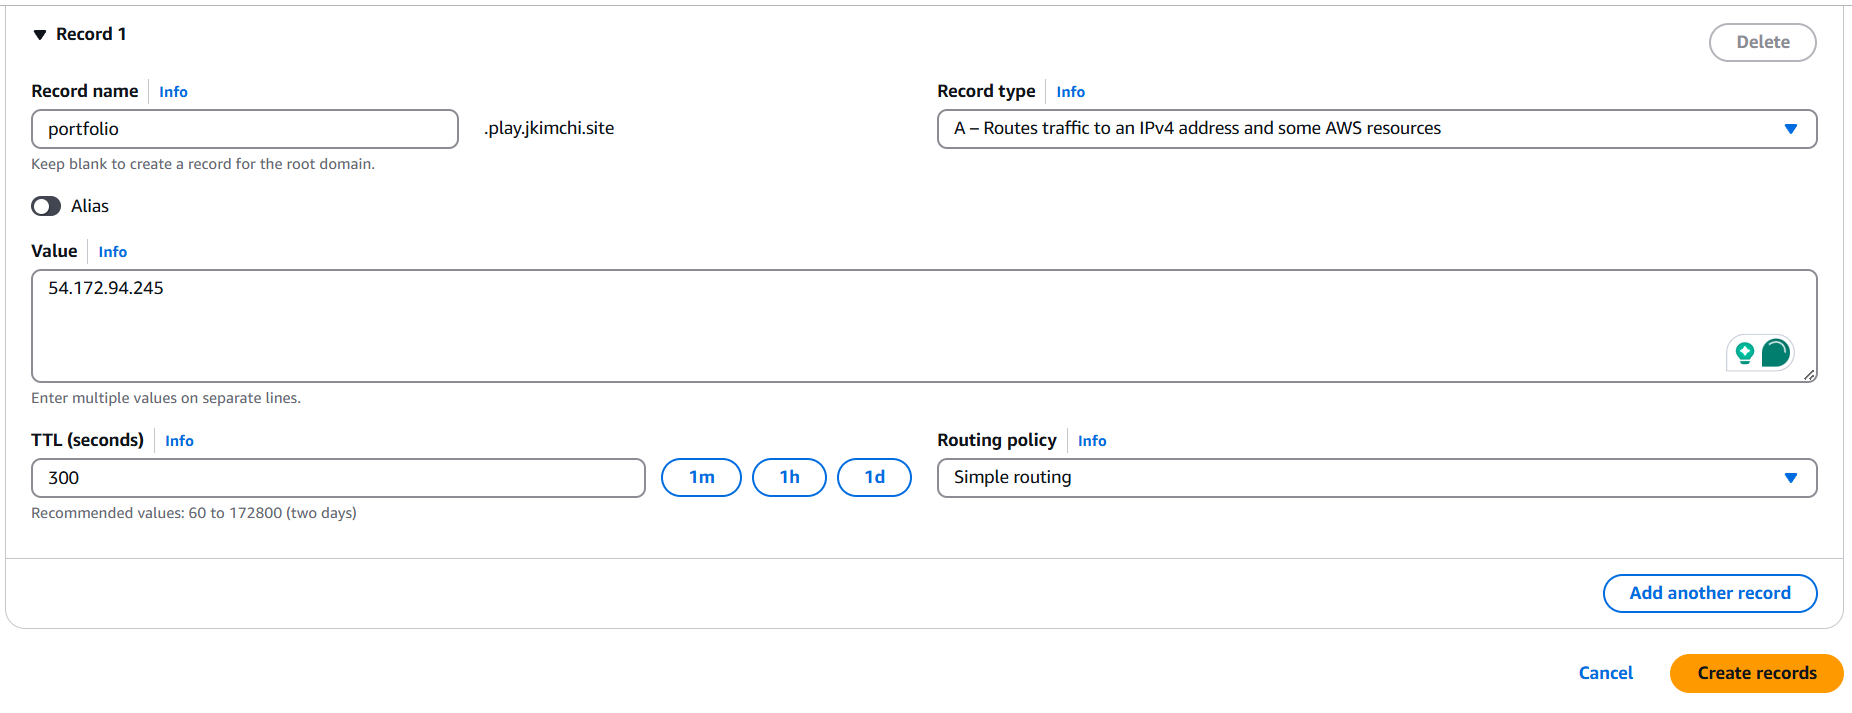 Record 1
Delete
Record name Info
Record type Info
portfolio .play.jkimchi.site
A – Routes traffic to an IPv4 address and some AWS resources
Keep blank to create a record for the root domain.
Alias
Value Info
54.172.94.245
Enter multiple values on separate lines.
TTL (seconds) Info
Routing policy Info
300 1m 1h 1d
Simple routing
Recommended values: 60 to 172800 (two days)
Add another record
Cancel Create records